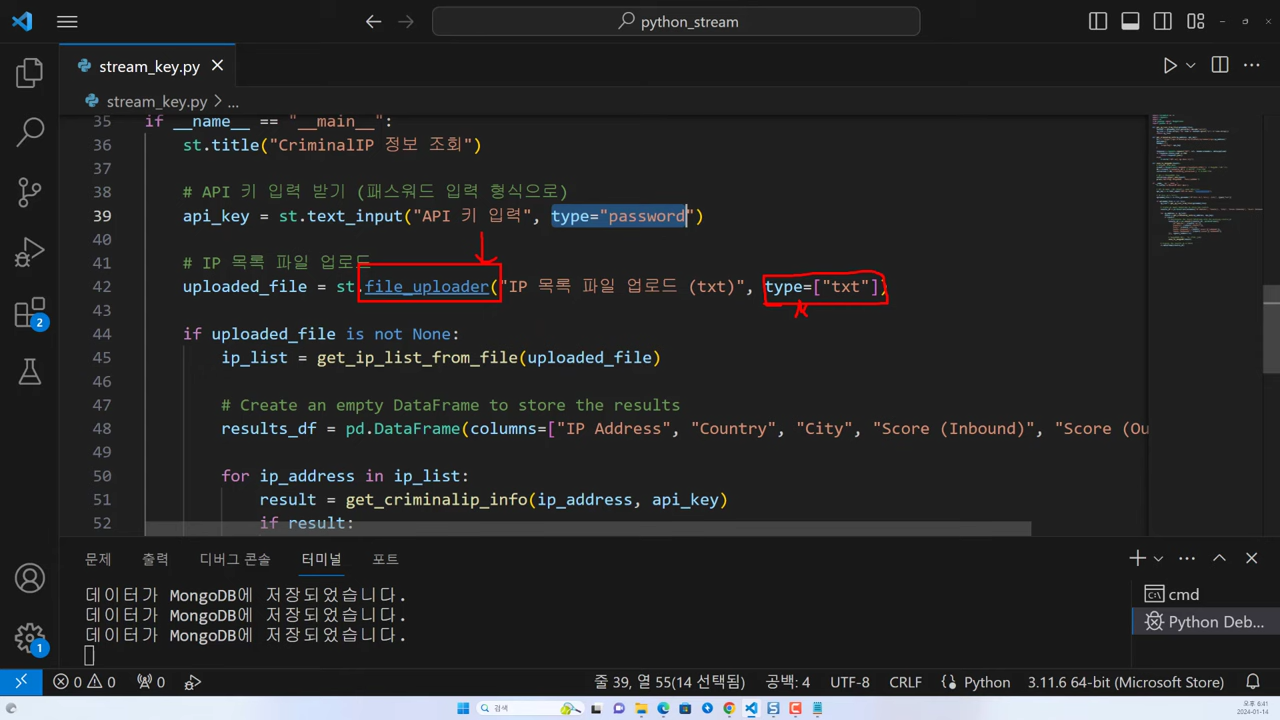 python_stream
stream_key.py
stream_key.py > ...
35 if __name__ == "__main__":
36 st.title("CriminalIP 정보 조회")
37
38 # API 키 입력 받기 (패스워드 입력 형식으로)
39 api_key = st.text_input("API 키 입력", type="password")
40
41 # IP 목록 파일 업로드
42 uploaded_file = st.file_uploader("IP 목록 파일 업로드 (txt)", type=["txt"])
43
44 if uploaded_file is not None:
45 ip_list = get_ip_list_from_file(uploaded_file)
46
47 # Create an empty DataFrame to store the results
48 results_df = pd.DataFrame(columns=["IP Address", "Country", "City", "Score (Inbound)", "Score (Ou
49
50 for ip_address in ip_list:
51 result = get_criminalip_info(ip_address, api_key)
52 if result:
2
문제 출력 디버그 콘솔 터미널 포트
데이터가 MongoDB에 저장되었습니다.
데이터가 MongoDB에 저장되었습니다.
데이터가 MongoDB에 저장되었습니다.
cmd
Python Deb...
1
0 0 0 줄 39, 열 55(14 선택됨) 공백: 4 UTF-8 CRLF Python 3.11.6 64-bit (Microsoft Store)
검색
오후 6:41
2024-01-14